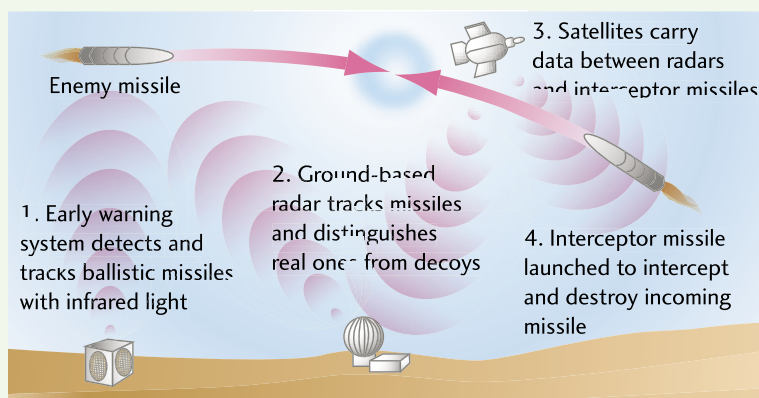 Enemy missile
1. Early warning
system detects and
tracks ballistic missiles
with infrared light
2. Ground-based
radar tracks missiles
and distinguishes
real ones from decoys
3. Satellites carry
data between radars
and interceptor missiles
4. Interceptor missile
launched to intercept
and destroy incoming
missile